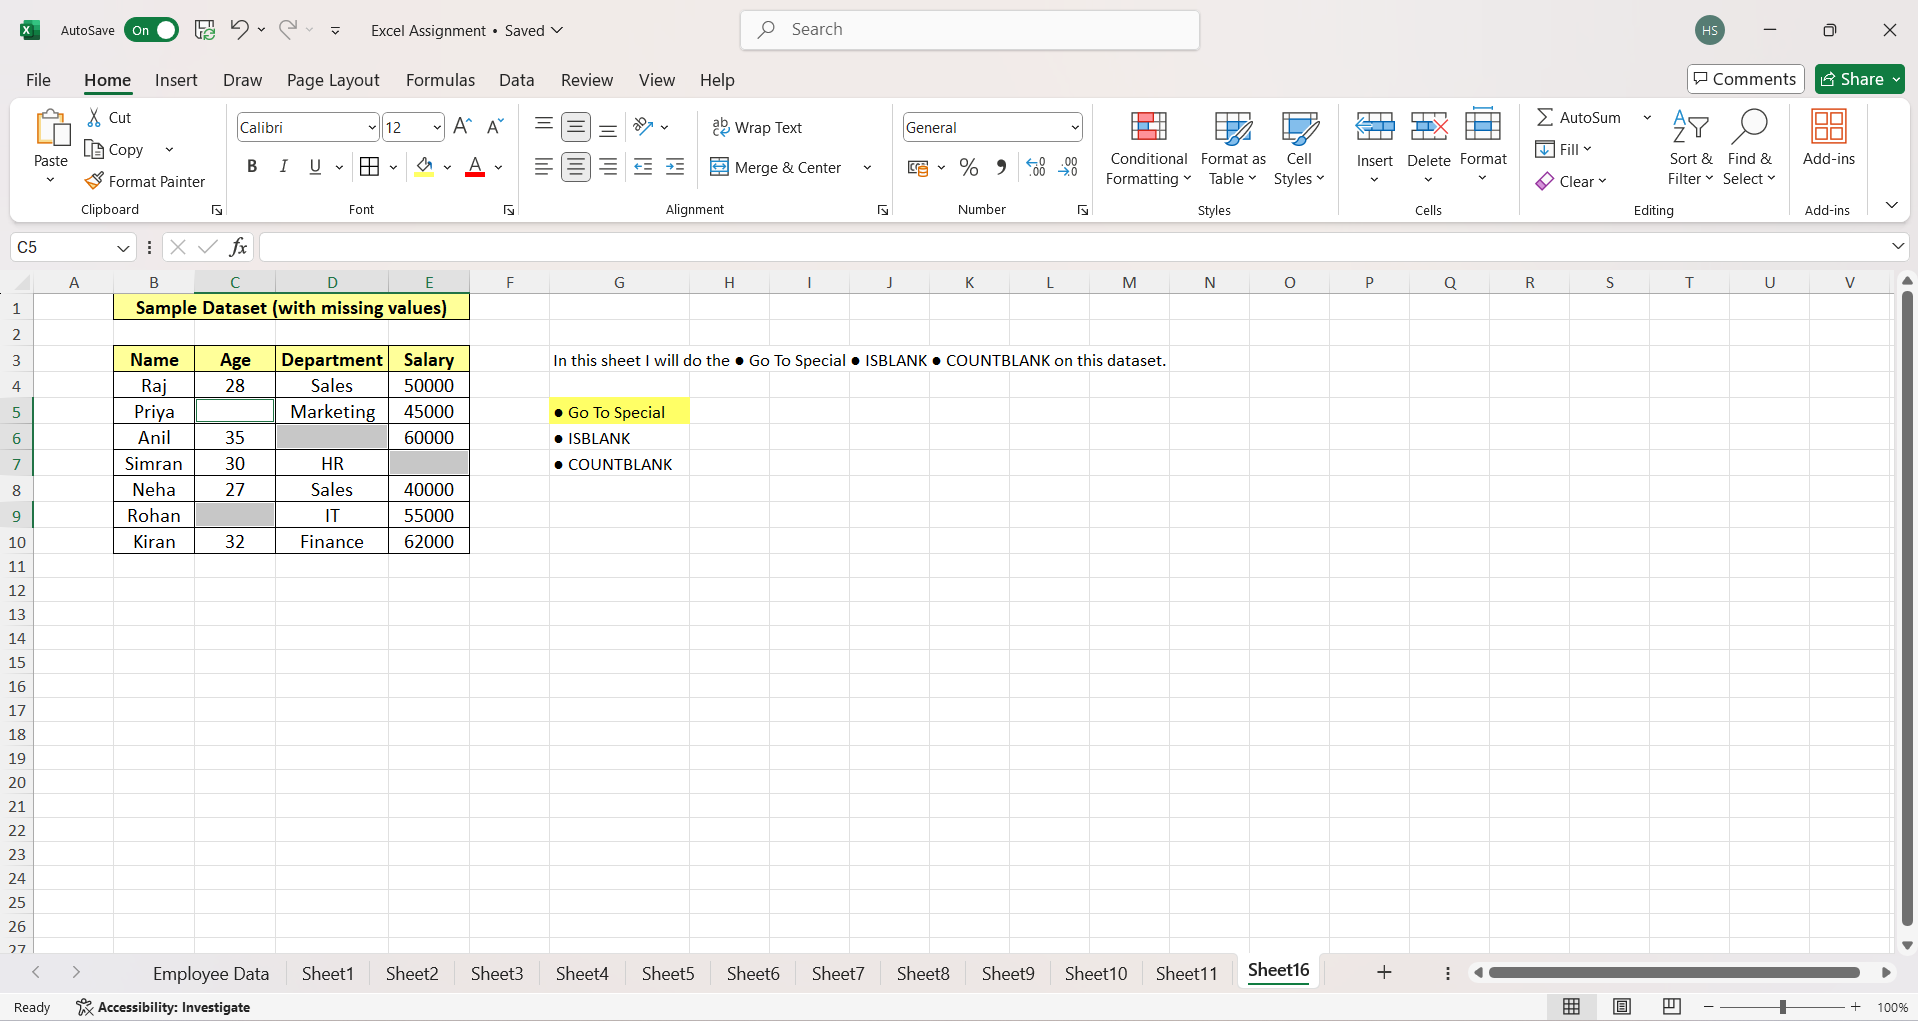 AutoSave On Excel Assignment • Saved Search HS
File Home Insert Draw Page Layout Formulas Data Review View Help Comments Share
Paste
Cut
Copy
Format Painter
Clipboard
Calibri 12
B I U A
Font
Wrap Text
Merge & Center
Alignment
General
Number
Conditional Formatting
Format as Table
Cell Styles
Styles
Insert Delete Format
Cells
AutoSum
Fill
Clear
Sort & Filter
Find & Select
Editing
Add-ins
Add-ins
C5 fx
A B C D E F G H I J K L M N O P Q R S T U V
1 Sample Dataset (with missing values)
2
3 Name Age Department Salary In this sheet I will do the ● Go To Special ● ISBLANK ● COUNTBLANK on this dataset.
4 Raj 28 Sales 50000
5 Priya Marketing 45000 ● Go To Special
6 Anil 35 60000 ● ISBLANK
7 Simran 30 HR ● COUNTBLANK
8 Neha 27 Sales 40000
9 Rohan IT 55000
10 Kiran 32 Finance 62000
11
12
13
14
15
16
17
18
19
20
21
22
23
24
25
26
27
Employee Data Sheet1 Sheet2 Sheet3 Sheet4 Sheet5 Sheet6 Sheet7 Sheet8 Sheet9 Sheet10 Sheet11 Sheet16
Ready Accessibility: Investigate 100%